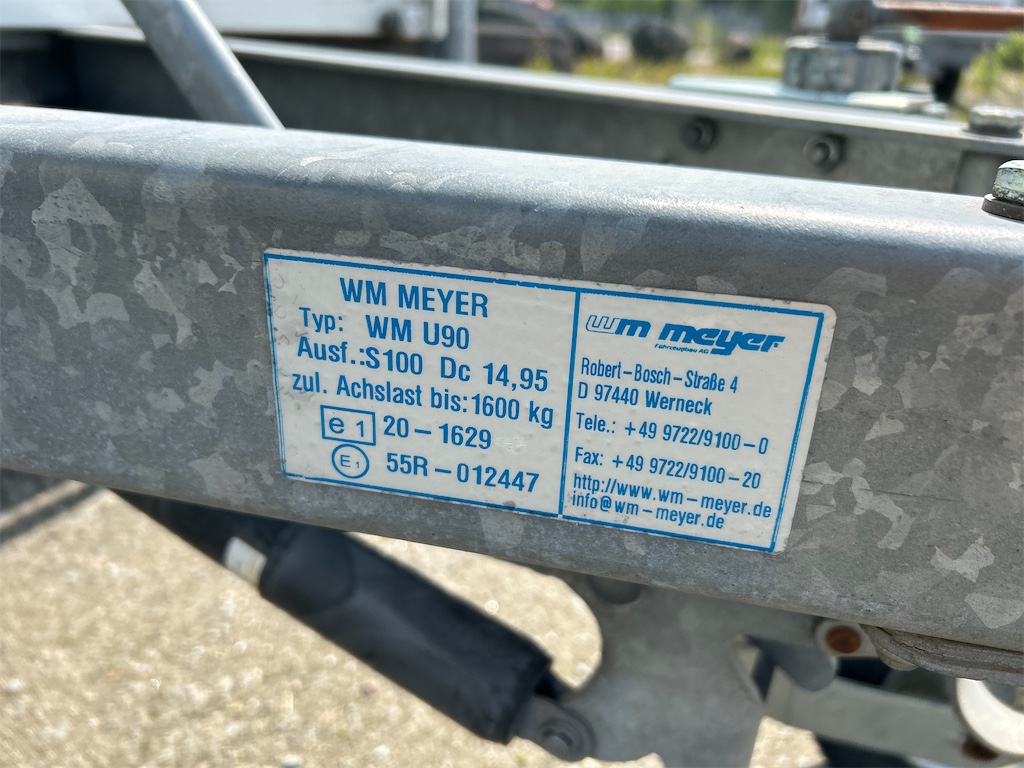 WM MEYER
Typ: WM U90
Ausf.:S100 Dc 14,95
zul. Achslast bis:1600 kg
e 1 20-1629
E1 55R-012447
wm meyer
Fahrzeugbau AG
Robert-Bosch-Straße 4
D 97440 Werneck
Tele.: +49 9722/9100-0
Fax: +49 9722/9100-20
http://www.wm-meyer.de
info@wm-meyer.de